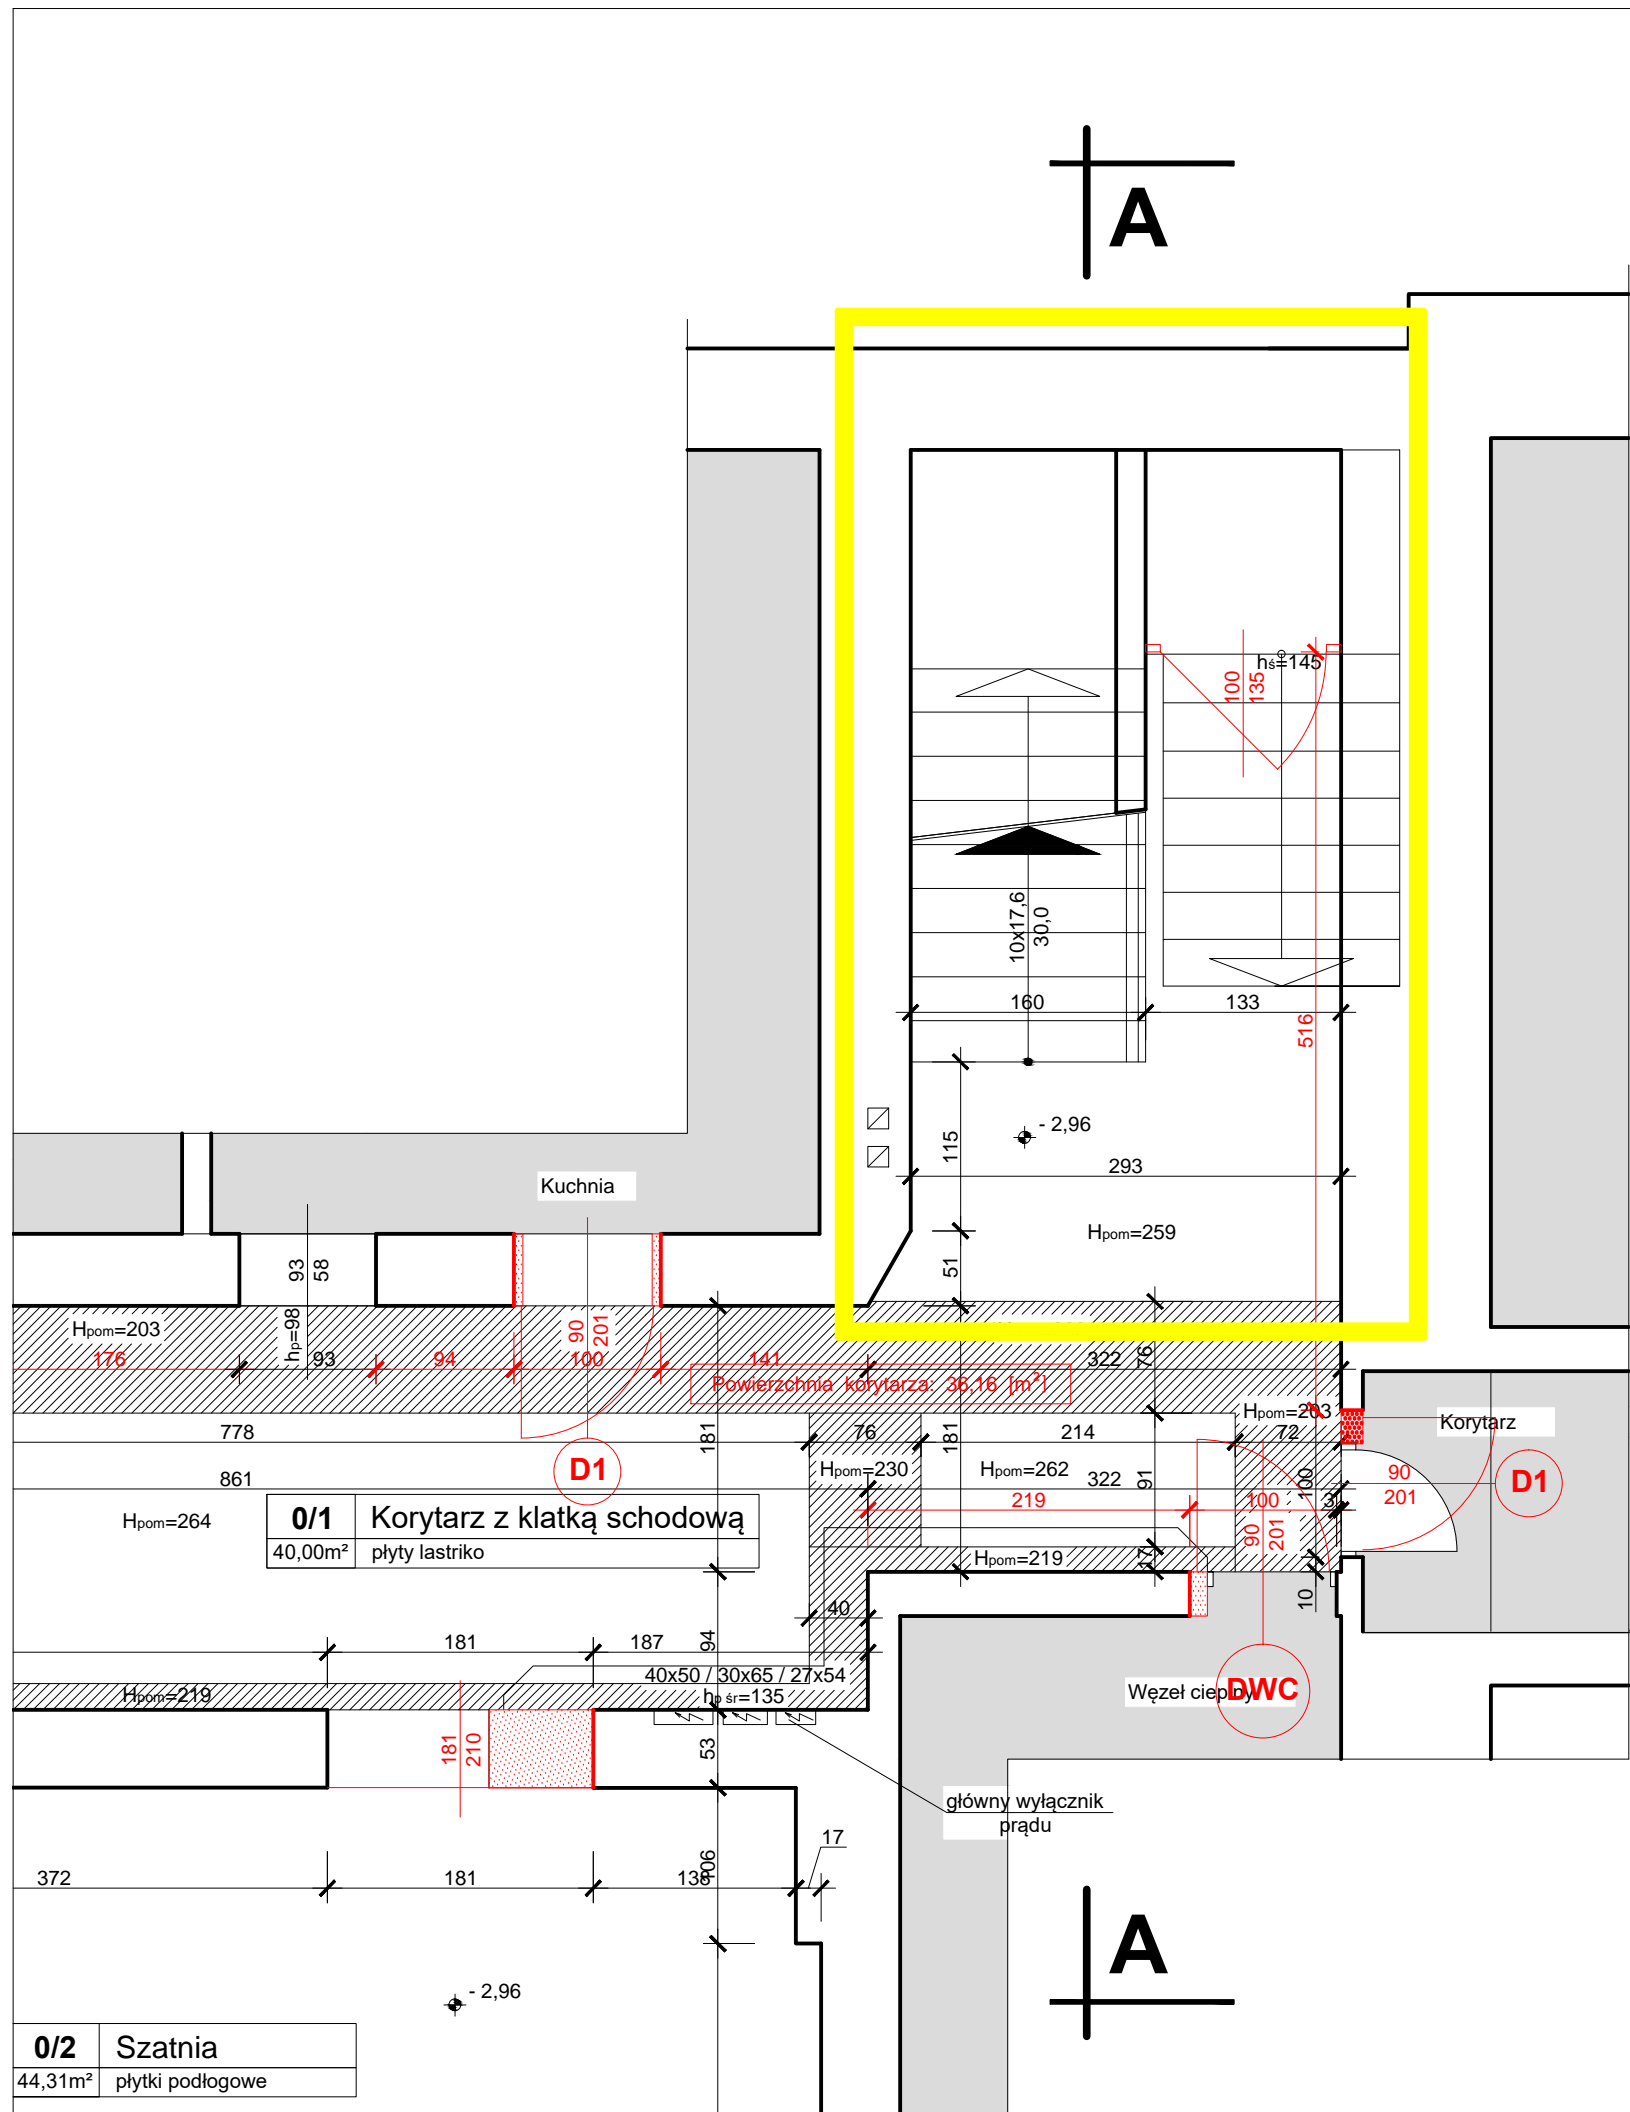 A
hś=145
100
135
10x17,6
30,0
160
133
516
- 2,96
115
293
Kuchnia
Hpom=259
51
93
58
hp=98
Hpom=203
90
201
176
93
94
100
141
322
76
Powierzchnia korytarza: 36,16 [m²]
Hpom=203
Korytarz
778
181
76
181
214
72
D1
861
Hpom=230
Hpom=262
322
91
100
90
201
D1
219
100
3
0/1
Korytarz z klatką schodową
Hpom=264
40,00m²
płyty lastriko
90
201
Hpom=219
17
10
40
181
187
94
40x50 / 30x65 / 27x54
hp śr=135
Hpom=219
Węzeł cieplny
DWC
181
210
53
główny wyłącznik
prądu
17
372
181
138
106
A
- 2,96
0/2
Szatnia
44,31m²
płytki podłogowe